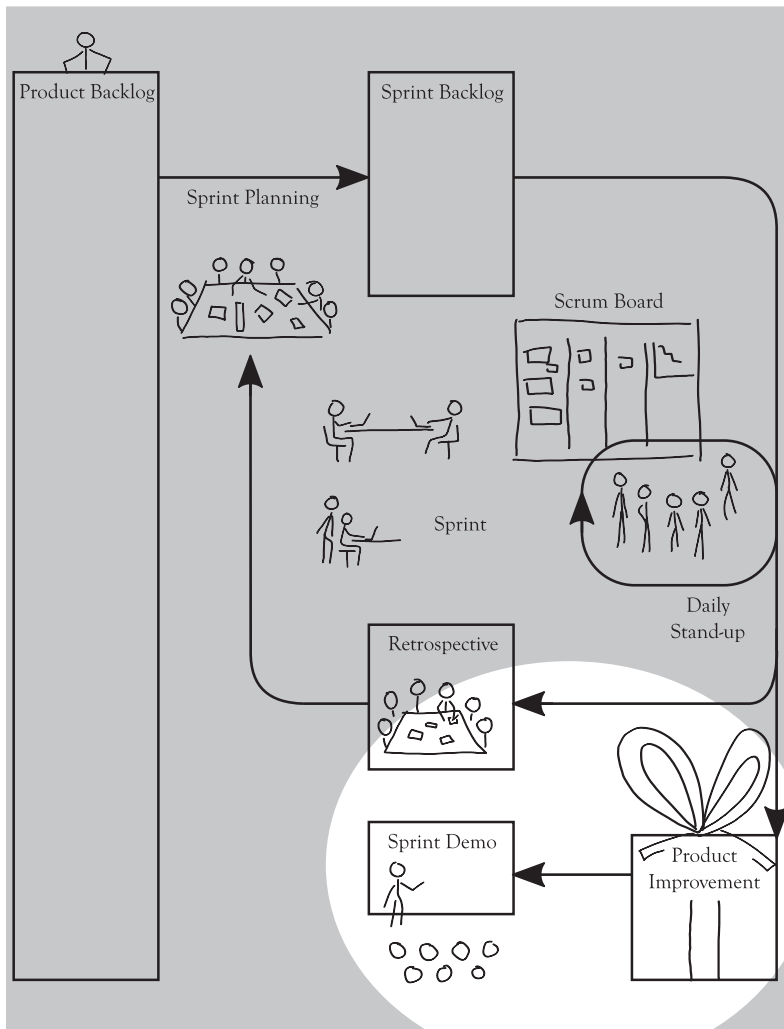 Product Backlog
Sprint Backlog
Sprint Planning
Scrum Board
Sprint
Daily
Stand-up
Retrospective
Sprint Demo
Product
Improvement